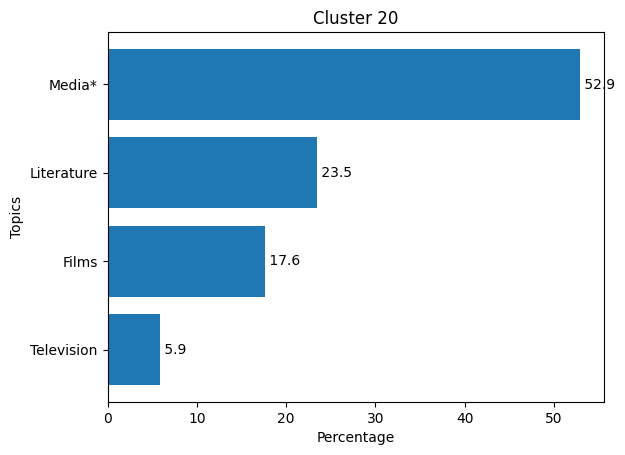 Cluster 20
Media* 52.9
Literature 23.5
Films 17.6
Television 5.9
Topics
0 10 20 30 40 50
Percentage